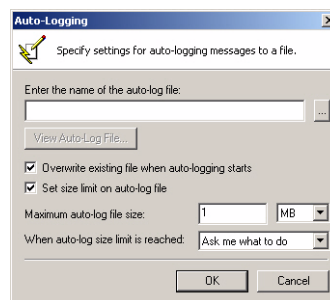 Auto-Logging
Specify settings for auto-logging messages to a file.
Enter the name of the auto-log file:
...
View Auto-Log File...
Overwrite existing file when auto-logging starts
Set size limit on auto-log file
Maximum auto-log file size: 1 MB
When auto-log size limit is reached: Ask me what to do
OK Cancel